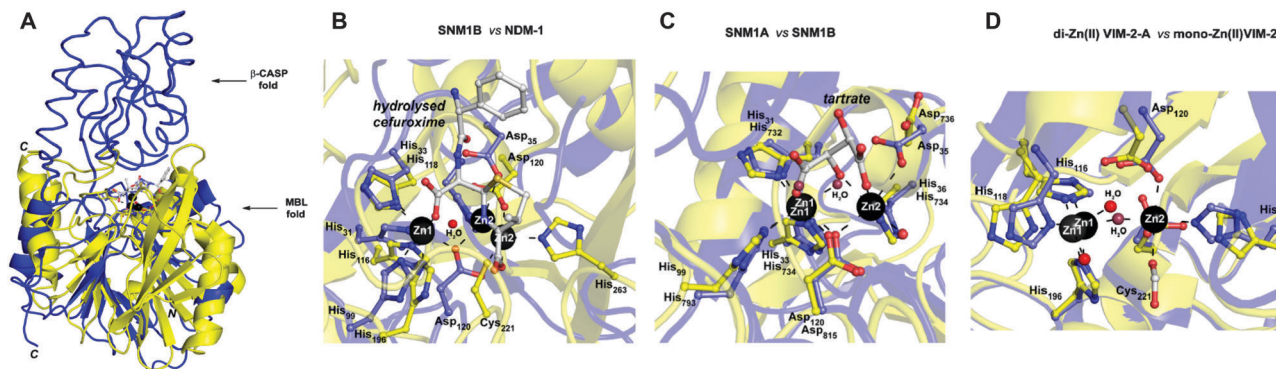 A
β-CASP
fold
MBL
fold
C
N
C
B
SNM1B vs NDM-1
hydrolysed
cefuroxime
Asp35
His33
His118
Asp120
Zn1
Zn2
H2O
Zn2
His31
His116
His99
His196
Asp120
Cys221
His263
C
SNM1A vs SNM1B
tartrate
His31
His732
Asp736
Asp35
H2O
Zn1
Zn1
Zn2
His36
His734
His33
His734
His99
His793
Asp120
Asp815
D
di-Zn(II) VIM-2-A vs mono-Zn(II)VIM-2
Asp120
His116
118
H2O
Zn1
Zn1
H2O
Zn2
His196
Cys221